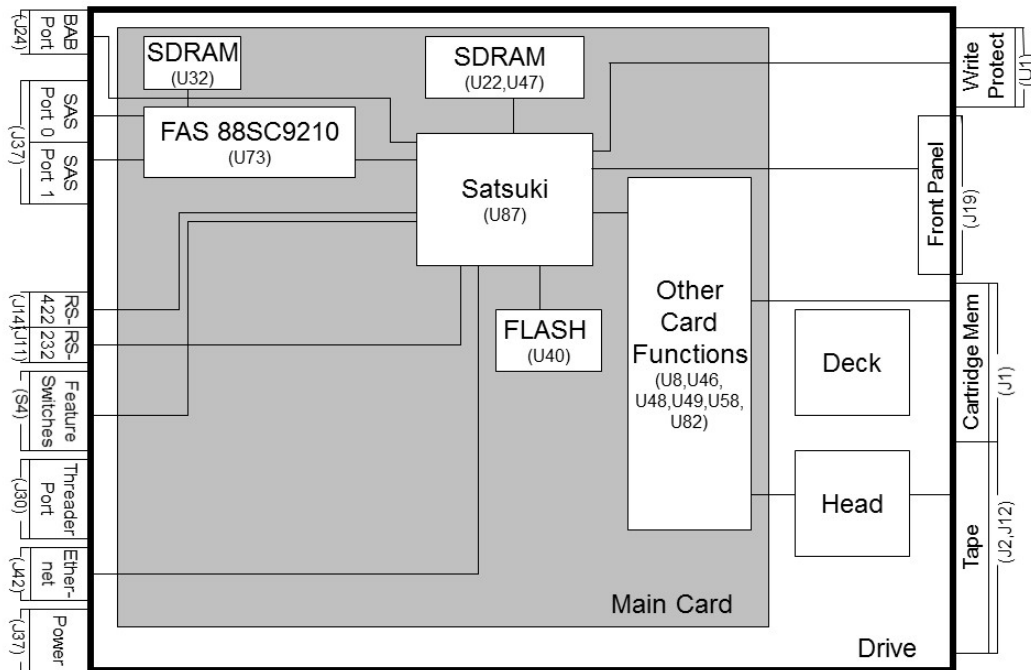 BAB
Port
(J24)
SAS
Port 0
SAS
Port 1
(J37)
RS-
422
(J14)
RS-
232
(J11)
Feature
Switches
(S4)
Threader
Port
(J30)
Ether-
net
(J42)
Power
(J37)
SDRAM
(U32)
SDRAM
(U22,U47)
FAS 88SC9210
(U73)
Satsuki
(U87)
FLASH
(U40)
Other
Card
Functions
(U8,U46,
U48,U49,U58,
U82)
Main Card
Deck
Head
Drive
Write
Protect
(U1)
Front Panel
(J19)
Cartridge Mem
(J1)
Tape
(J2,J12)